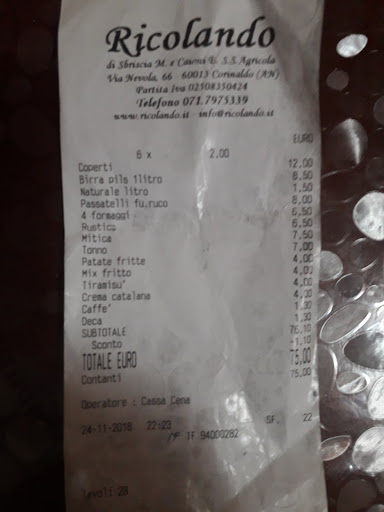 Ricolando
di Sbriscia M. e Casoni E. S.S. Agricola
Via Nevola, 66 - 60013 Corinaldo (AN)
Partita Iva 02508350424
Telefono 071.7975339
www.ricolando.it - info@ricolando.it
EURO
6 x 2,00
Coperti 12,00
Birra pils 1litro 8,50
Naturale litro 1,50
Passatelli fu.ruco 8,00
4 formaggi 6,50
Rustica 6,50
Mitica 7,50
Tonno 7,00
Patate fritte 4,00
Mix fritto 4,00
Tiramisu' 4,00
Crema catalana 4,00
Caffe' 1,30
Deca 1,30
SUBTOTALE 76,10
Sconto -1,10
TOTALE EURO 75,00
Contanti 75,00
Operatore : Cassa Cena
24-11-2018 22:23 SF. 22
IF 94000282
Tavoli 28